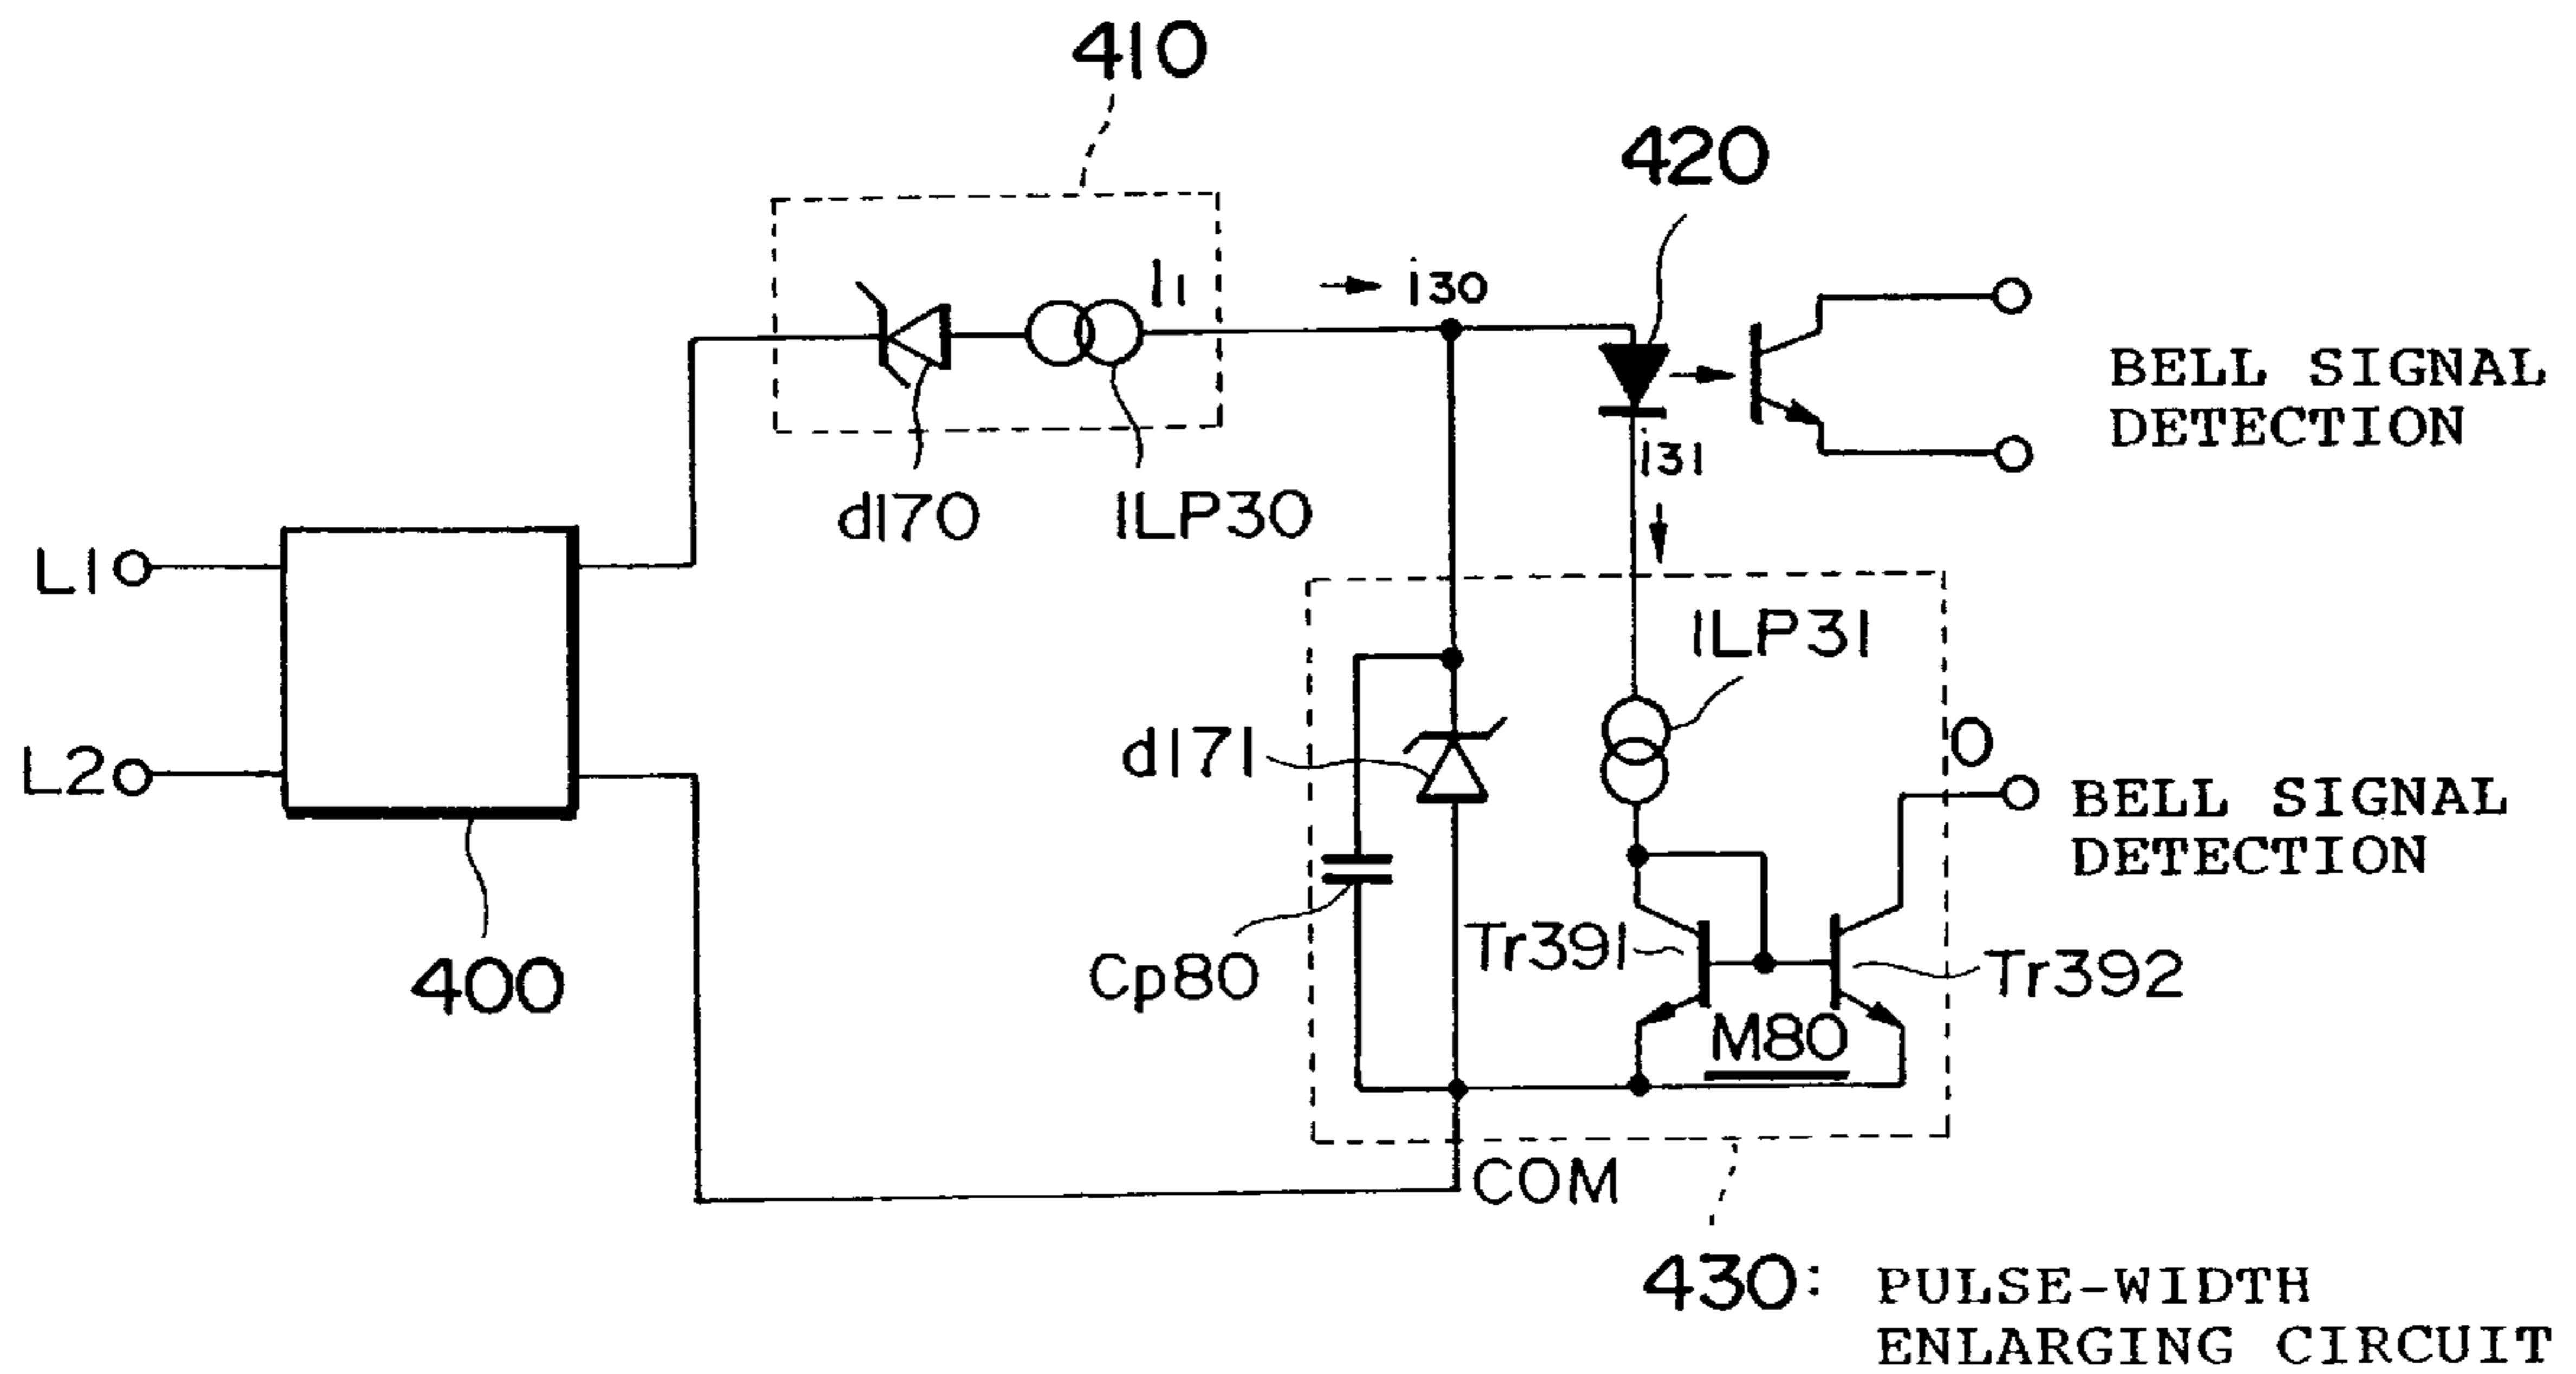 410
420
I1
i30
BELL SIGNAL
DETECTION
i31
d170
ILP30
L1
ILP31
L2
d171
O
BELL SIGNAL
DETECTION
Cp80
Tr391
Tr392
400
M80
COM
430: PULSE-WIDTH
ENLARGING CIRCUIT